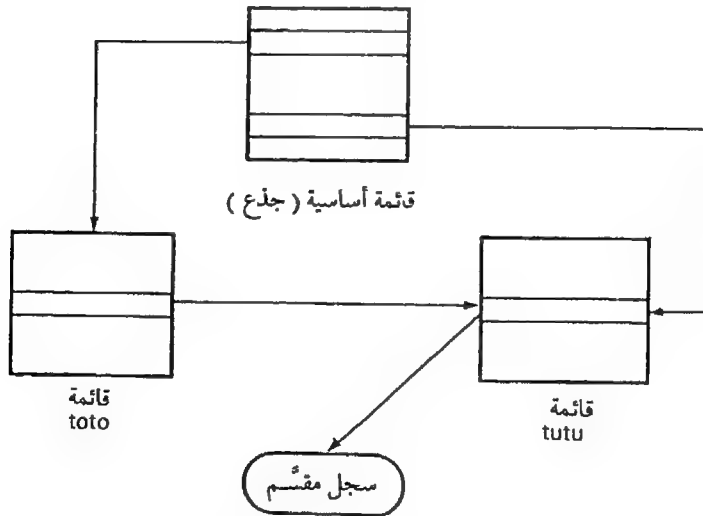 قائمة أساسية ( جذع )
قائمة
toto
قائمة
tutu
سجل مقسَّم